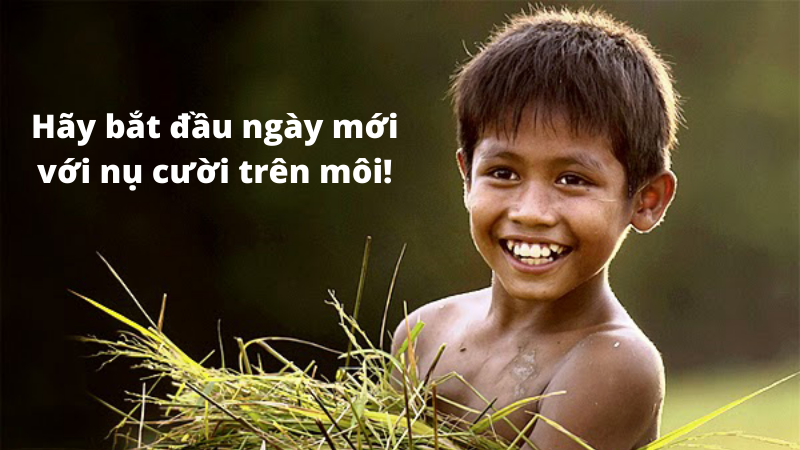 Hãy bắt đầu ngày mới
với nụ cười trên môi!